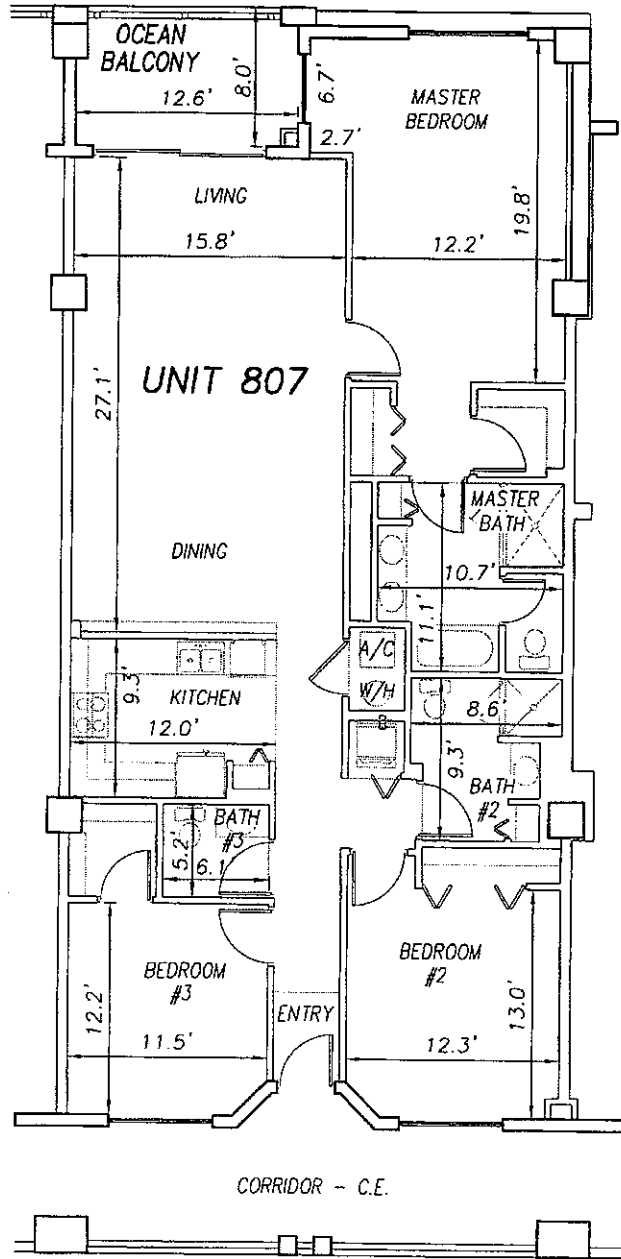 OCEAN
BALCONY
12.6'
8.0'
6.7'
2.7'
MASTER
BEDROOM
LIVING
15.8'
12.2'
19.8'
UNIT 807
27.1'
DINING
MASTER
BATH
10.7'
11.1'
A/C
W/H
KITCHEN
9.3'
12.0'
8.6'
9.3'
BATH
#2
BATH
#3
5.2'
6.1'
BEDROOM
#3
12.2'
11.5'
ENTRY
BEDROOM
#2
13.0'
12.3'
CORRIDOR - C.E.